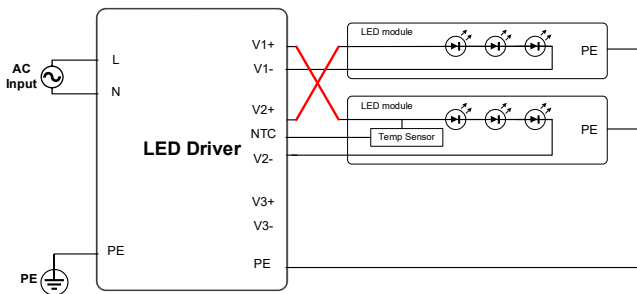 LED module
V1+
L
PE
AC
Input
V1-
N
LED module
V2+
NTC
PE
Temp Sensor
LED Driver
V2-
V3+
V3-
PE
PE
PE